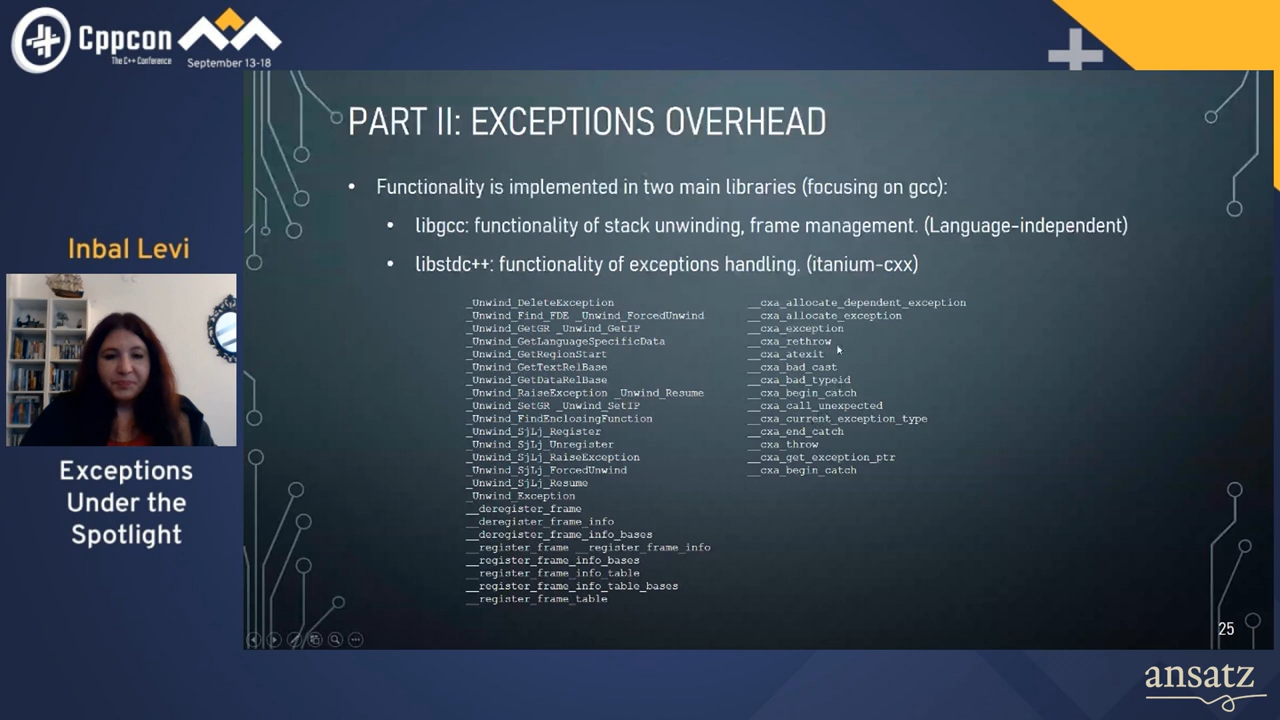 Cppcon
The C++ Conference
September 13-18
PART II: EXCEPTIONS OVERHEAD
• Functionality is implemented in two main libraries (focusing on gcc):
• libgcc: functionality of stack unwinding, frame management. (Language-independent)
• libstdc++: functionality of exceptions handling. (itanium-cxx)
_Unwind_DeleteException
_Unwind_Find_FDE _Unwind_ForcedUnwind
_Unwind_GetGR _Unwind_GetIP
_Unwind_GetLanguageSpecificData
_Unwind_GetRegionStart
_Unwind_GetTextRelBase
_Unwind_GetDataRelBase
_Unwind_RaiseException _Unwind_Resume
_Unwind_SetGR _Unwind_SetIP
_Unwind_FindEnclosingFunction
_Unwind_SjLj_Register
_Unwind_SjLj_Unregister
_Unwind_SjLj_RaiseException
_Unwind_SjLj_ForcedUnwind
_Unwind_SjLj_Resume
_Unwind_Exception
__deregister_frame
__deregister_frame_info
__deregister_frame_info_bases
__register_frame __register_frame_info
__register_frame_info_bases
__register_frame_info_table
__register_frame_info_table_bases
__register_frame_table
__cxa_allocate_dependent_exception
__cxa_allocate_exception
__cxa_exception
__cxa_rethrow
__cxa_atexit
__cxa_bad_cast
__cxa_bad_typeid
__cxa_begin_catch
__cxa_call_unexpected
__cxa_current_exception_type
__cxa_end_catch
__cxa_throw
__cxa_get_exception_ptr
__cxa_begin_catch
25
Inbal Levi
Exceptions
Under the
Spotlight
ansatz